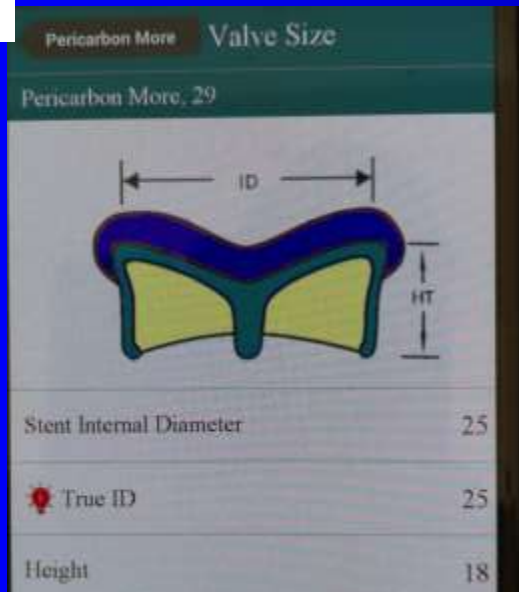 Pericarbon More Valve Size
Pericarbon More, 29
ID
HT
Stent Internal Diameter 25
True ID 25
Height 18